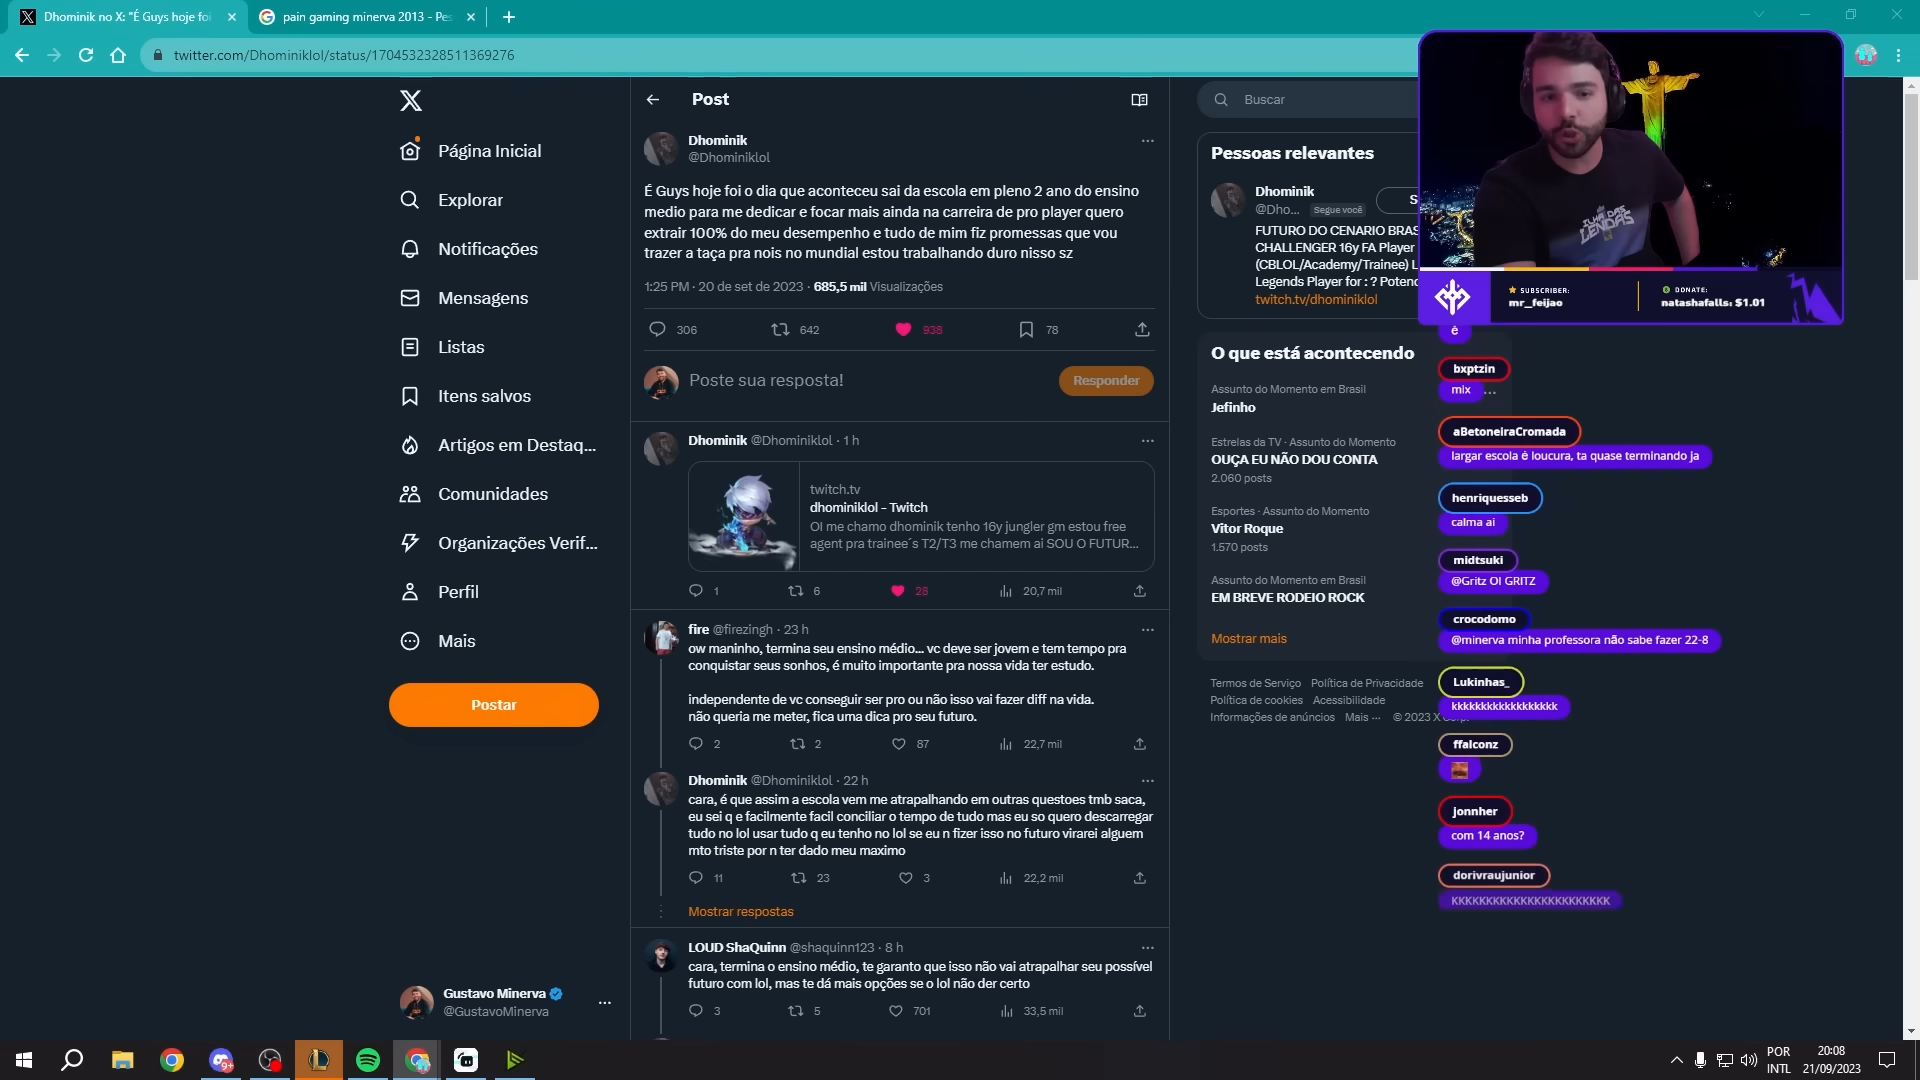 Dhominik no X: "É Guys hoje foi
pain gaming minerva 2013 - Pes
twitter.com/Dhominiklol/status/1704532328511369276
Página Inicial
Explorar
Notificações
Mensagens
Listas
Itens salvos
Artigos em Destaq...
Comunidades
Organizações Verif...
Perfil
Mais
Postar
Gustavo Minerva
@GustavoMinerva
...
Post
Dhominik
@Dhominiklol
É Guys hoje foi o dia que aconteceu sai da escola em pleno 2 ano do ensino
medio para me dedicar e focar mais ainda na carreira de pro player quero
extrair 100% do meu desempenho e tudo de mim fiz promessas que vou
trazer a taça pra nois no mundial estou trabalhando duro nisso sz
1:25 PM · 20 de set de 2023 · 685,5 mil Visualizações
306 642 938 78
Poste sua resposta!
Responder
Dhominik @Dhominiklol · 1 h
twitch.tv
dhominiklol - Twitch
OI me chamo dhominik tenho 16y jungler gm estou free
agent pra trainee´s T2/T3 me chamem ai SOU O FUTUR...
1 6 28 20,7 mil
fire @firezingh · 23 h
ow maninho, termina seu ensino médio... vc deve ser jovem e tem tempo pra
conquistar seus sonhos, é muito importante pra nossa vida ter estudo.
independente de vc conseguir ser pro ou não isso vai fazer diff na vida.
não queria me meter, fica uma dica pro seu futuro.
2 2 87 22,7 mil
Dhominik @Dhominiklol · 22 h
cara, é que assim a escola vem me atrapalhando em outras questoes tmb saca,
eu sei q e facilmente facil conciliar o tempo de tudo mas eu so quero descarregar
tudo no lol usar tudo q eu tenho no lol se eu n fizer isso no futuro virarei alguem
mto triste por n ter dado meu maximo
11 23 3 22,2 mil
Mostrar respostas
LOUD ShaQuinn @shaquinn123 · 8 h
cara, termina o ensino médio, te garanto que isso não vai atrapalhar seu possível
futuro com lol, mas te dá mais opções se o lol não der certo
3 5 701 33,5 mil
Buscar
Pessoas relevantes
Dhominik
@Dho... Segue você
S
FUTURO DO CENARIO BRAS
CHALLENGER 16y FA Player
(CBLOL/Academy/Trainee) L
Legends Player for : ? Potenc
twitch.tv/dhominiklol
O que está acontecendo
Assunto do Momento em Brasil
Jefinho
Estrelas da TV · Assunto do Momento
OUÇA EU NÃO DOU CONTA
2.060 posts
Esportes · Assunto do Momento
Vitor Roque
1.570 posts
Assunto do Momento em Brasil
EM BREVE RODEIO ROCK
...
Mostrar mais
Termos de Serviço Política de Privacidade
Política de cookies Acessibilidade
Informações de anúncios Mais ··· © 2023 X Corp.
ILHA DAS
LENDAS
SUBSCRIBER:
mr_feijao
DONATE:
natashafalls: $1.01
é
bxptzin
mix
aBetoneiraCromada
largar escola é loucura, ta quase terminando ja
henriquesseb
calma ai
midtsuki
@Gritz OI GRITZ
crocodomo
@minerva minha professora não sabe fazer 22-8
Lukinhas_
kkkkkkkkkkkkkkkkkk
ffalconz
jonnher
com 14 anos?
dorivraujunior
KKKKKKKKKKKKKKKKKKKKKKK
9+
POR
INTL
20:08
21/09/2023